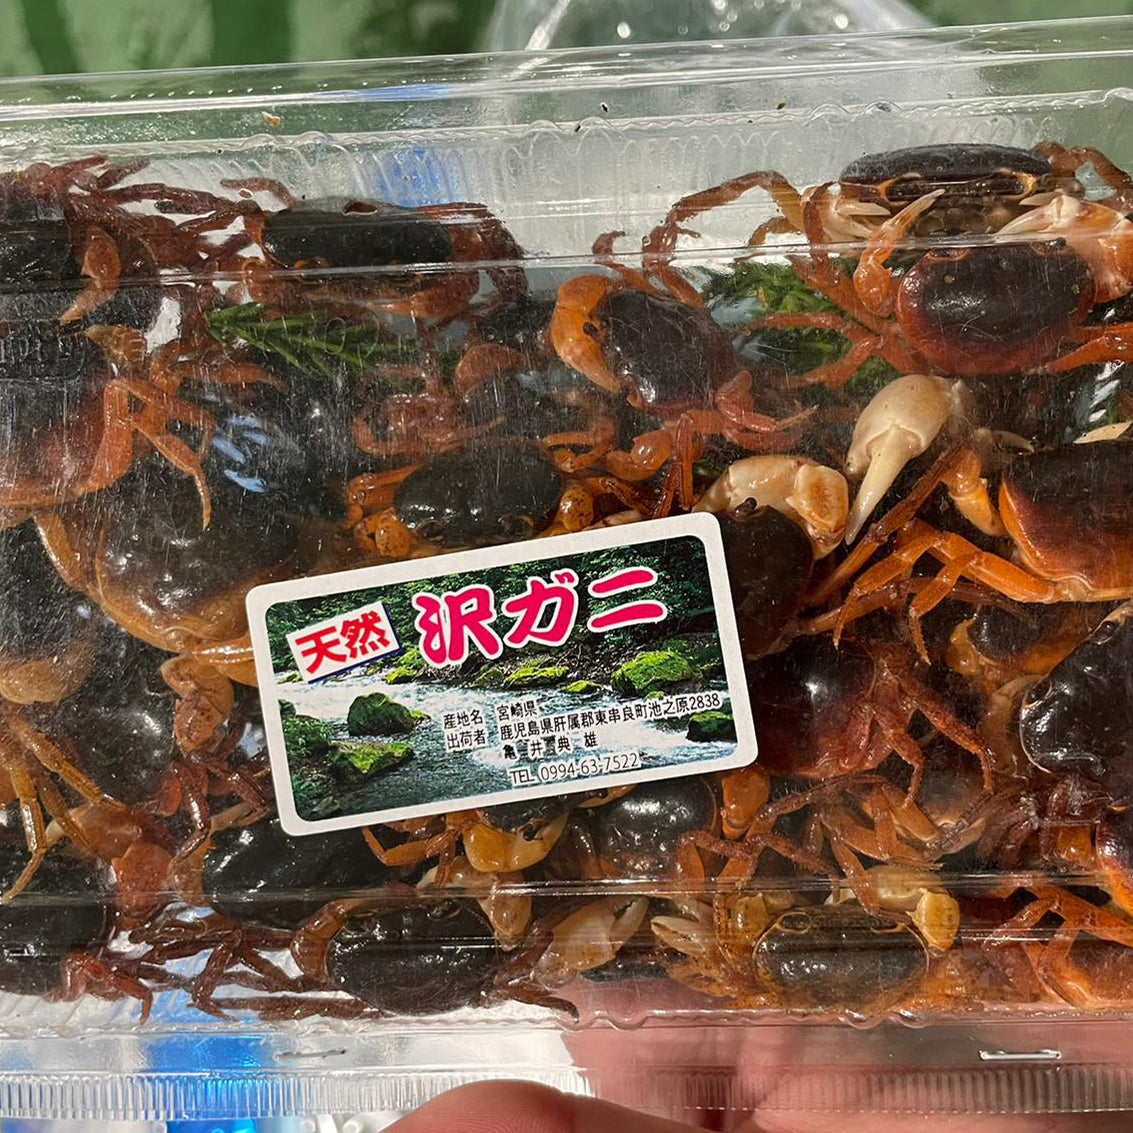 天然 沢ガニ
産地名 宮崎県
出荷者 鹿児島県肝属郡東串良町池之原2838
亀井典雄
TEL 0994-63-7522